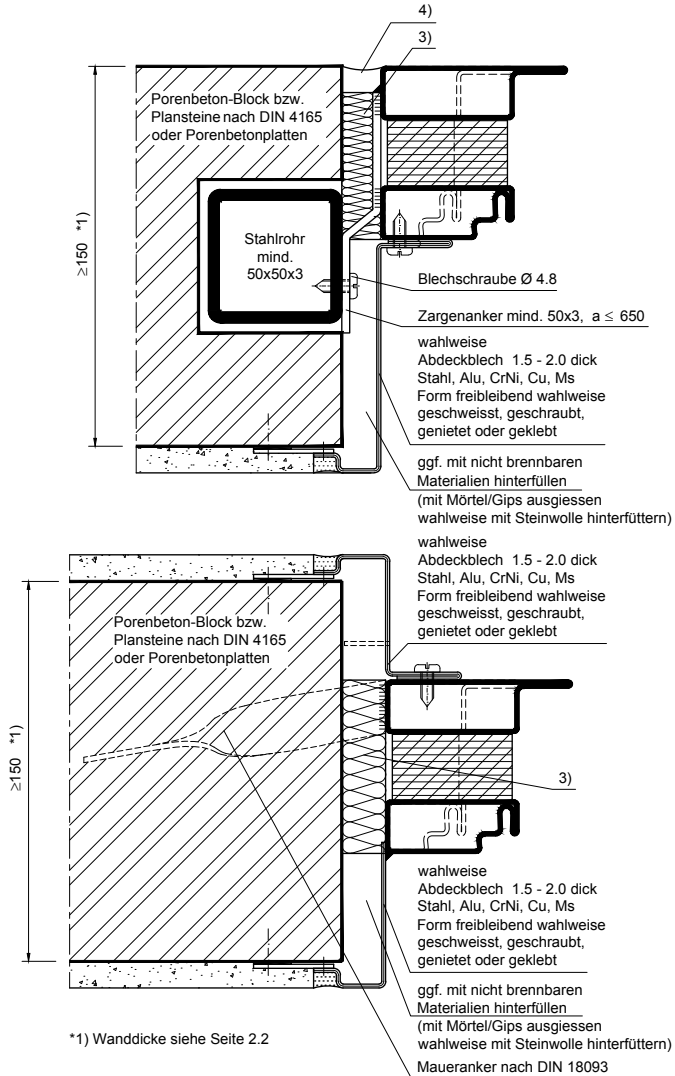 4)
3)
Porenbeton-Block bzw.
Plansteine nach DIN 4165
oder Porenbetonplatten
≥150 *1)
Stahlrohr
mind.
50x50x3
Blechschraube Ø 4.8
Zargenanker mind. 50x3, a ≤ 650
wahlweise
Abdeckblech 1.5 - 2.0 dick
Stahl, Alu, CrNi, Cu, Ms
Form freibleibend wahlweise
geschweisst, geschraubt,
genietet oder geklebt
ggf. mit nicht brennbaren
Materialien hinterfüllen
(mit Mörtel/Gips ausgiessen
wahlweise mit Steinwolle hinterfüttern)
wahlweise
Abdeckblech 1.5 - 2.0 dick
Stahl, Alu, CrNi, Cu, Ms
Form freibleibend wahlweise
geschweisst, geschraubt,
genietet oder geklebt
Porenbeton-Block bzw.
Plansteine nach DIN 4165
oder Porenbetonplatten
≥150 *1)
3)
wahlweise
Abdeckblech 1.5 - 2.0 dick
Stahl, Alu, CrNi, Cu, Ms
Form freibleibend wahlweise
geschweisst, geschraubt,
genietet oder geklebt
ggf. mit nicht brennbaren
Materialien hinterfüllen
(mit Mörtel/Gips ausgiessen
wahlweise mit Steinwolle hinterfüttern)
Maueranker nach DIN 18093
*1) Wanddicke siehe Seite 2.2